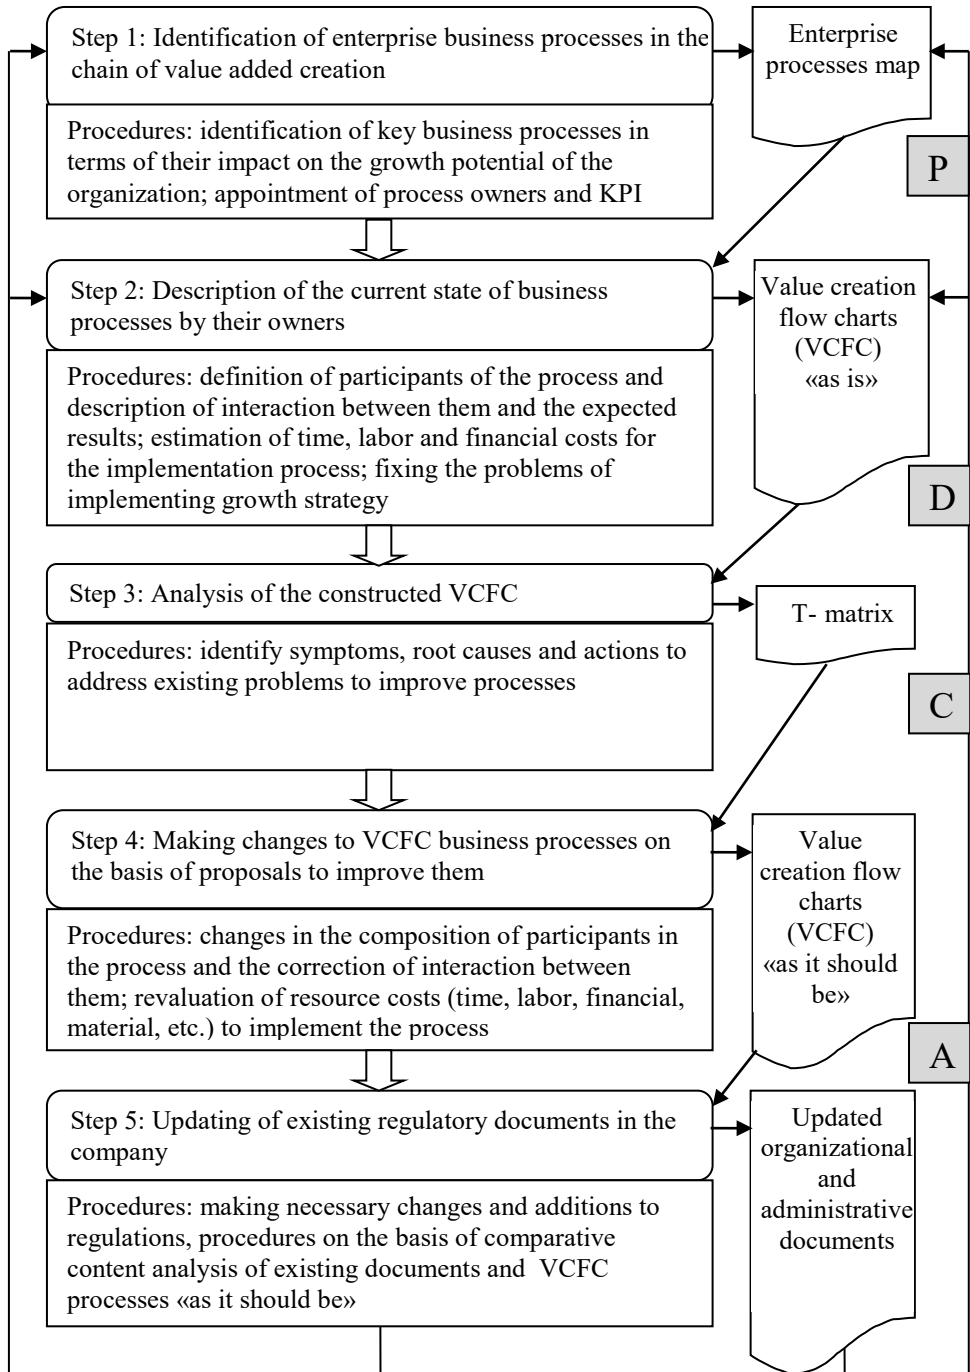 Step 1: Identification of enterprise business processes in the
chain of value added creation
Enterprise
processes map
Procedures: identification of key business processes in
terms of their impact on the growth potential of the
organization; appointment of process owners and KPI
P
Step 2: Description of the current state of business
processes by their owners
Value creation
flow charts
(VCFC)
«as is»
Procedures: definition of participants of the process and
description of interaction between them and the expected
results; estimation of time, labor and financial costs for
the implementation process; fixing the problems of
implementing growth strategy
D
Step 3: Analysis of the constructed VCFC
T- matrix
Procedures: identify symptoms, root causes and actions to
address existing problems to improve processes
C
Step 4: Making changes to VCFC business processes on
the basis of proposals to improve them
Value
creation flow
charts
(VCFC)
«as it should
be»
Procedures: changes in the composition of participants in
the process and the correction of interaction between
them; revaluation of resource costs (time, labor, financial,
material, etc.) to implement the process
A
Step 5: Updating of existing regulatory documents in the
company
Updated
organizational
and
administrative
documents
Procedures: making necessary changes and additions to
regulations, procedures on the basis of comparative
content analysis of existing documents and  VCFC
processes «as it should be»